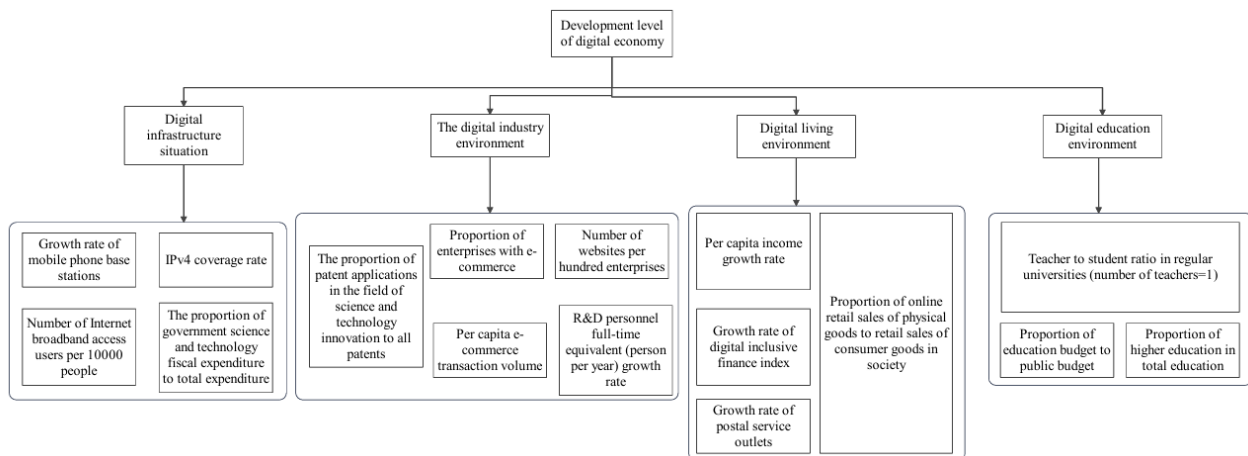 Development level
of digital economy
Digital
infrastructure
situation
The digital industry
environment
Digital living
environment
Digital education
environment
Growth rate of
mobile phone base
stations
IPv4 coverage rate
Number of Internet
broadband access
users per 10000
people
The proportion of
government science
and technology
fiscal expenditure
to total expenditure
The proportion of
patent applications
in the field of
science and
technology
innovation to all
patents
Proportion of
enterprises with e-
commerce
Number of
websites per
hundred enterprises
Per capita e-
commerce
transaction volume
R&D personnel
full-time
equivalent (person
per year) growth
rate
Per capita income
growth rate
Growth rate of
digital inclusive
finance index
Growth rate of
postal service
outlets
Proportion of online
retail sales of physical
goods to retail sales of
consumer goods in
society
Teacher to student ratio in regular
universities (number of teachers=1)
Proportion of
education budget to
public budget
Proportion of
higher education in
total education